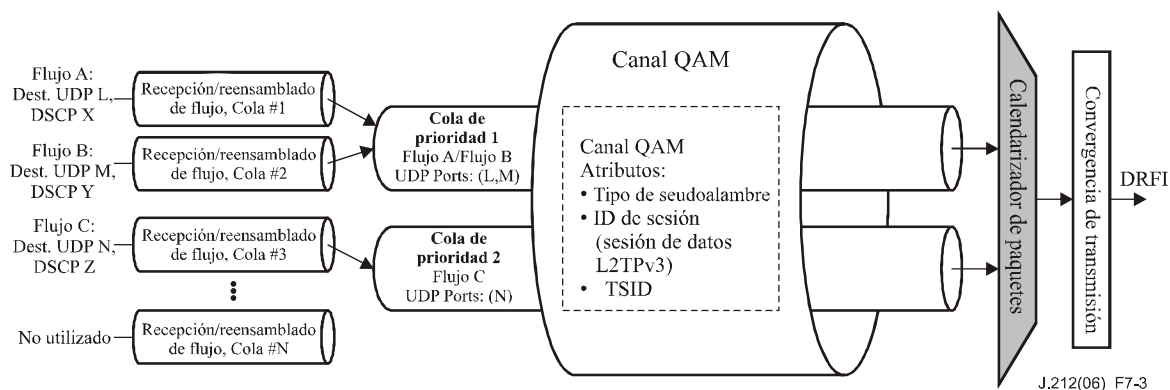 Flujo A:
Dest. UDP L,
DSCP X
Recepción/reensamblado
de flujo, Cola #1
Flujo B:
Dest. UDP M,
DSCP Y
Recepción/reensamblado
de flujo, Cola #2
Flujo C:
Dest. UDP N,
DSCP Z
Recepción/reensamblado
de flujo, Cola #3
No utilizado
Recepción/reensamblado
de flujo, Cola #N
Cola de
prioridad 1
Flujo A/Flujo B
UDP Ports: (L,M)
Cola de
prioridad 2
Flujo C
UDP Ports: (N)
Canal QAM
Canal QAM
Atributos:
• Tipo de seudoalambre
• ID de sesión
(sesión de datos
L2TPv3)
• TSID
Calendarizador de paquetes
Convergencia de transmisión
DRFI
J.212(06)_F7-3